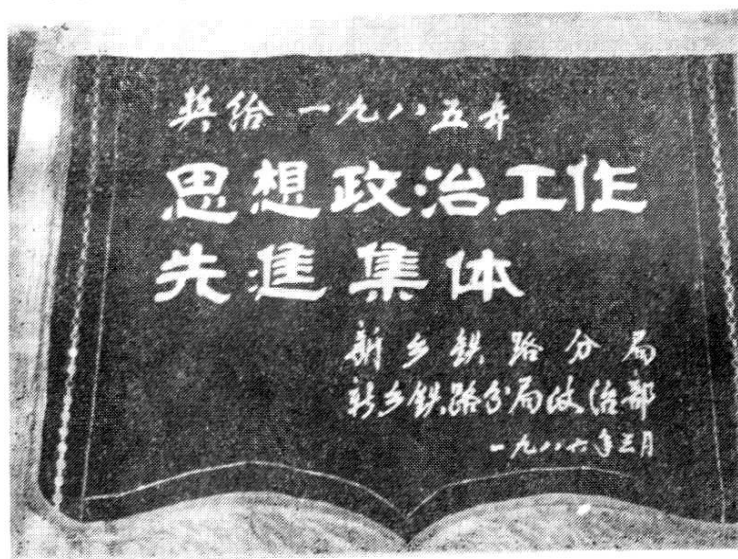 奖给一九八五年
思想政治工作
先進集体
新乡铁路分局
新乡铁路分局政治部
一九八六年三月